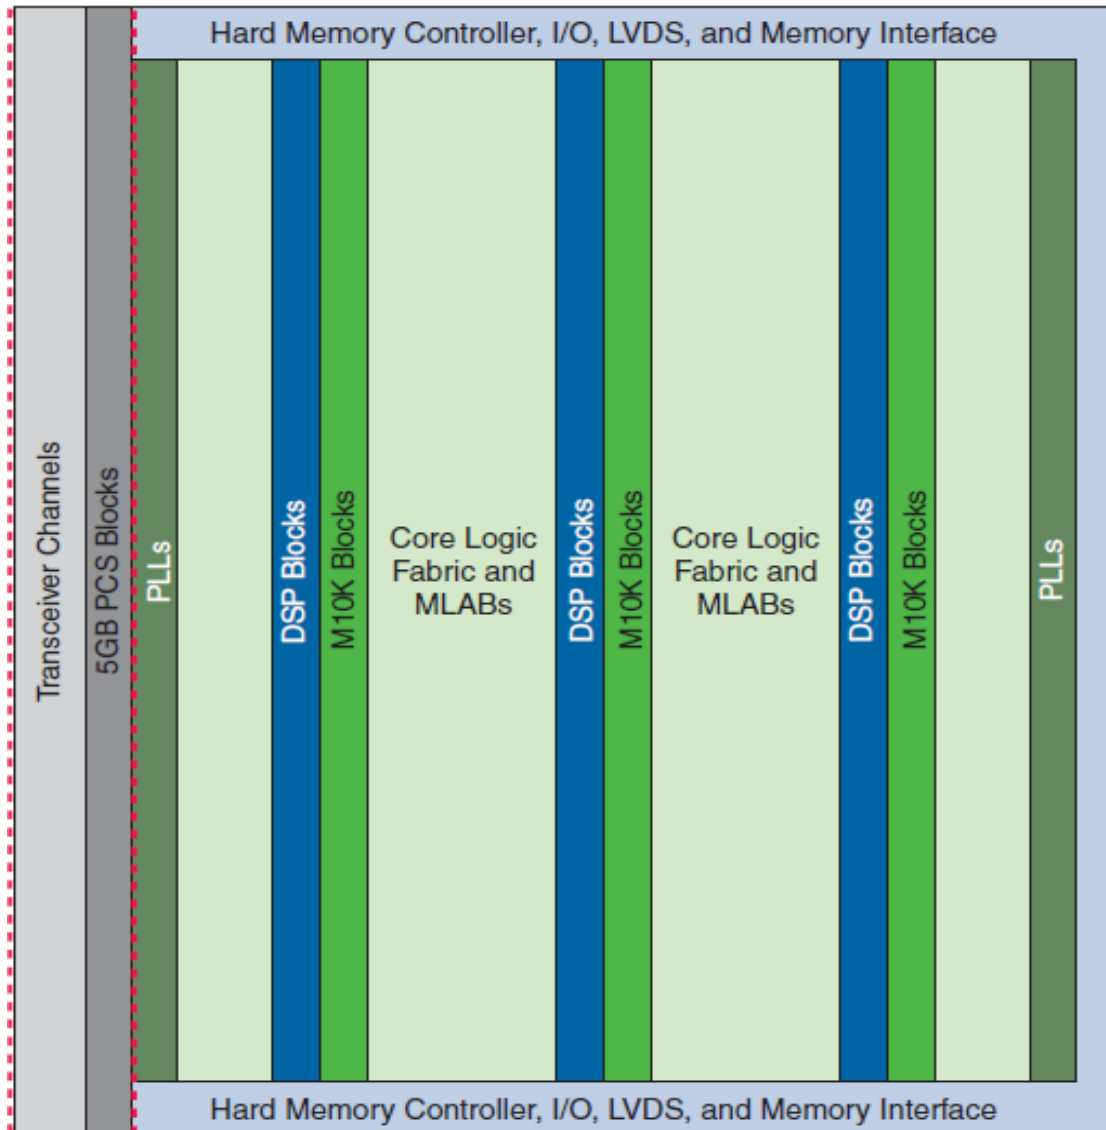 Hard Memory Controller, I/O, LVDS, and Memory Interface
Transceiver Channels
5GB PCS Blocks
PLLs
DSP Blocks
M10K Blocks
Core Logic
Fabric and
MLABs
DSP Blocks
M10K Blocks
Core Logic
Fabric and
MLABs
DSP Blocks
M10K Blocks
PLLs
Hard Memory Controller, I/O, LVDS, and Memory Interface